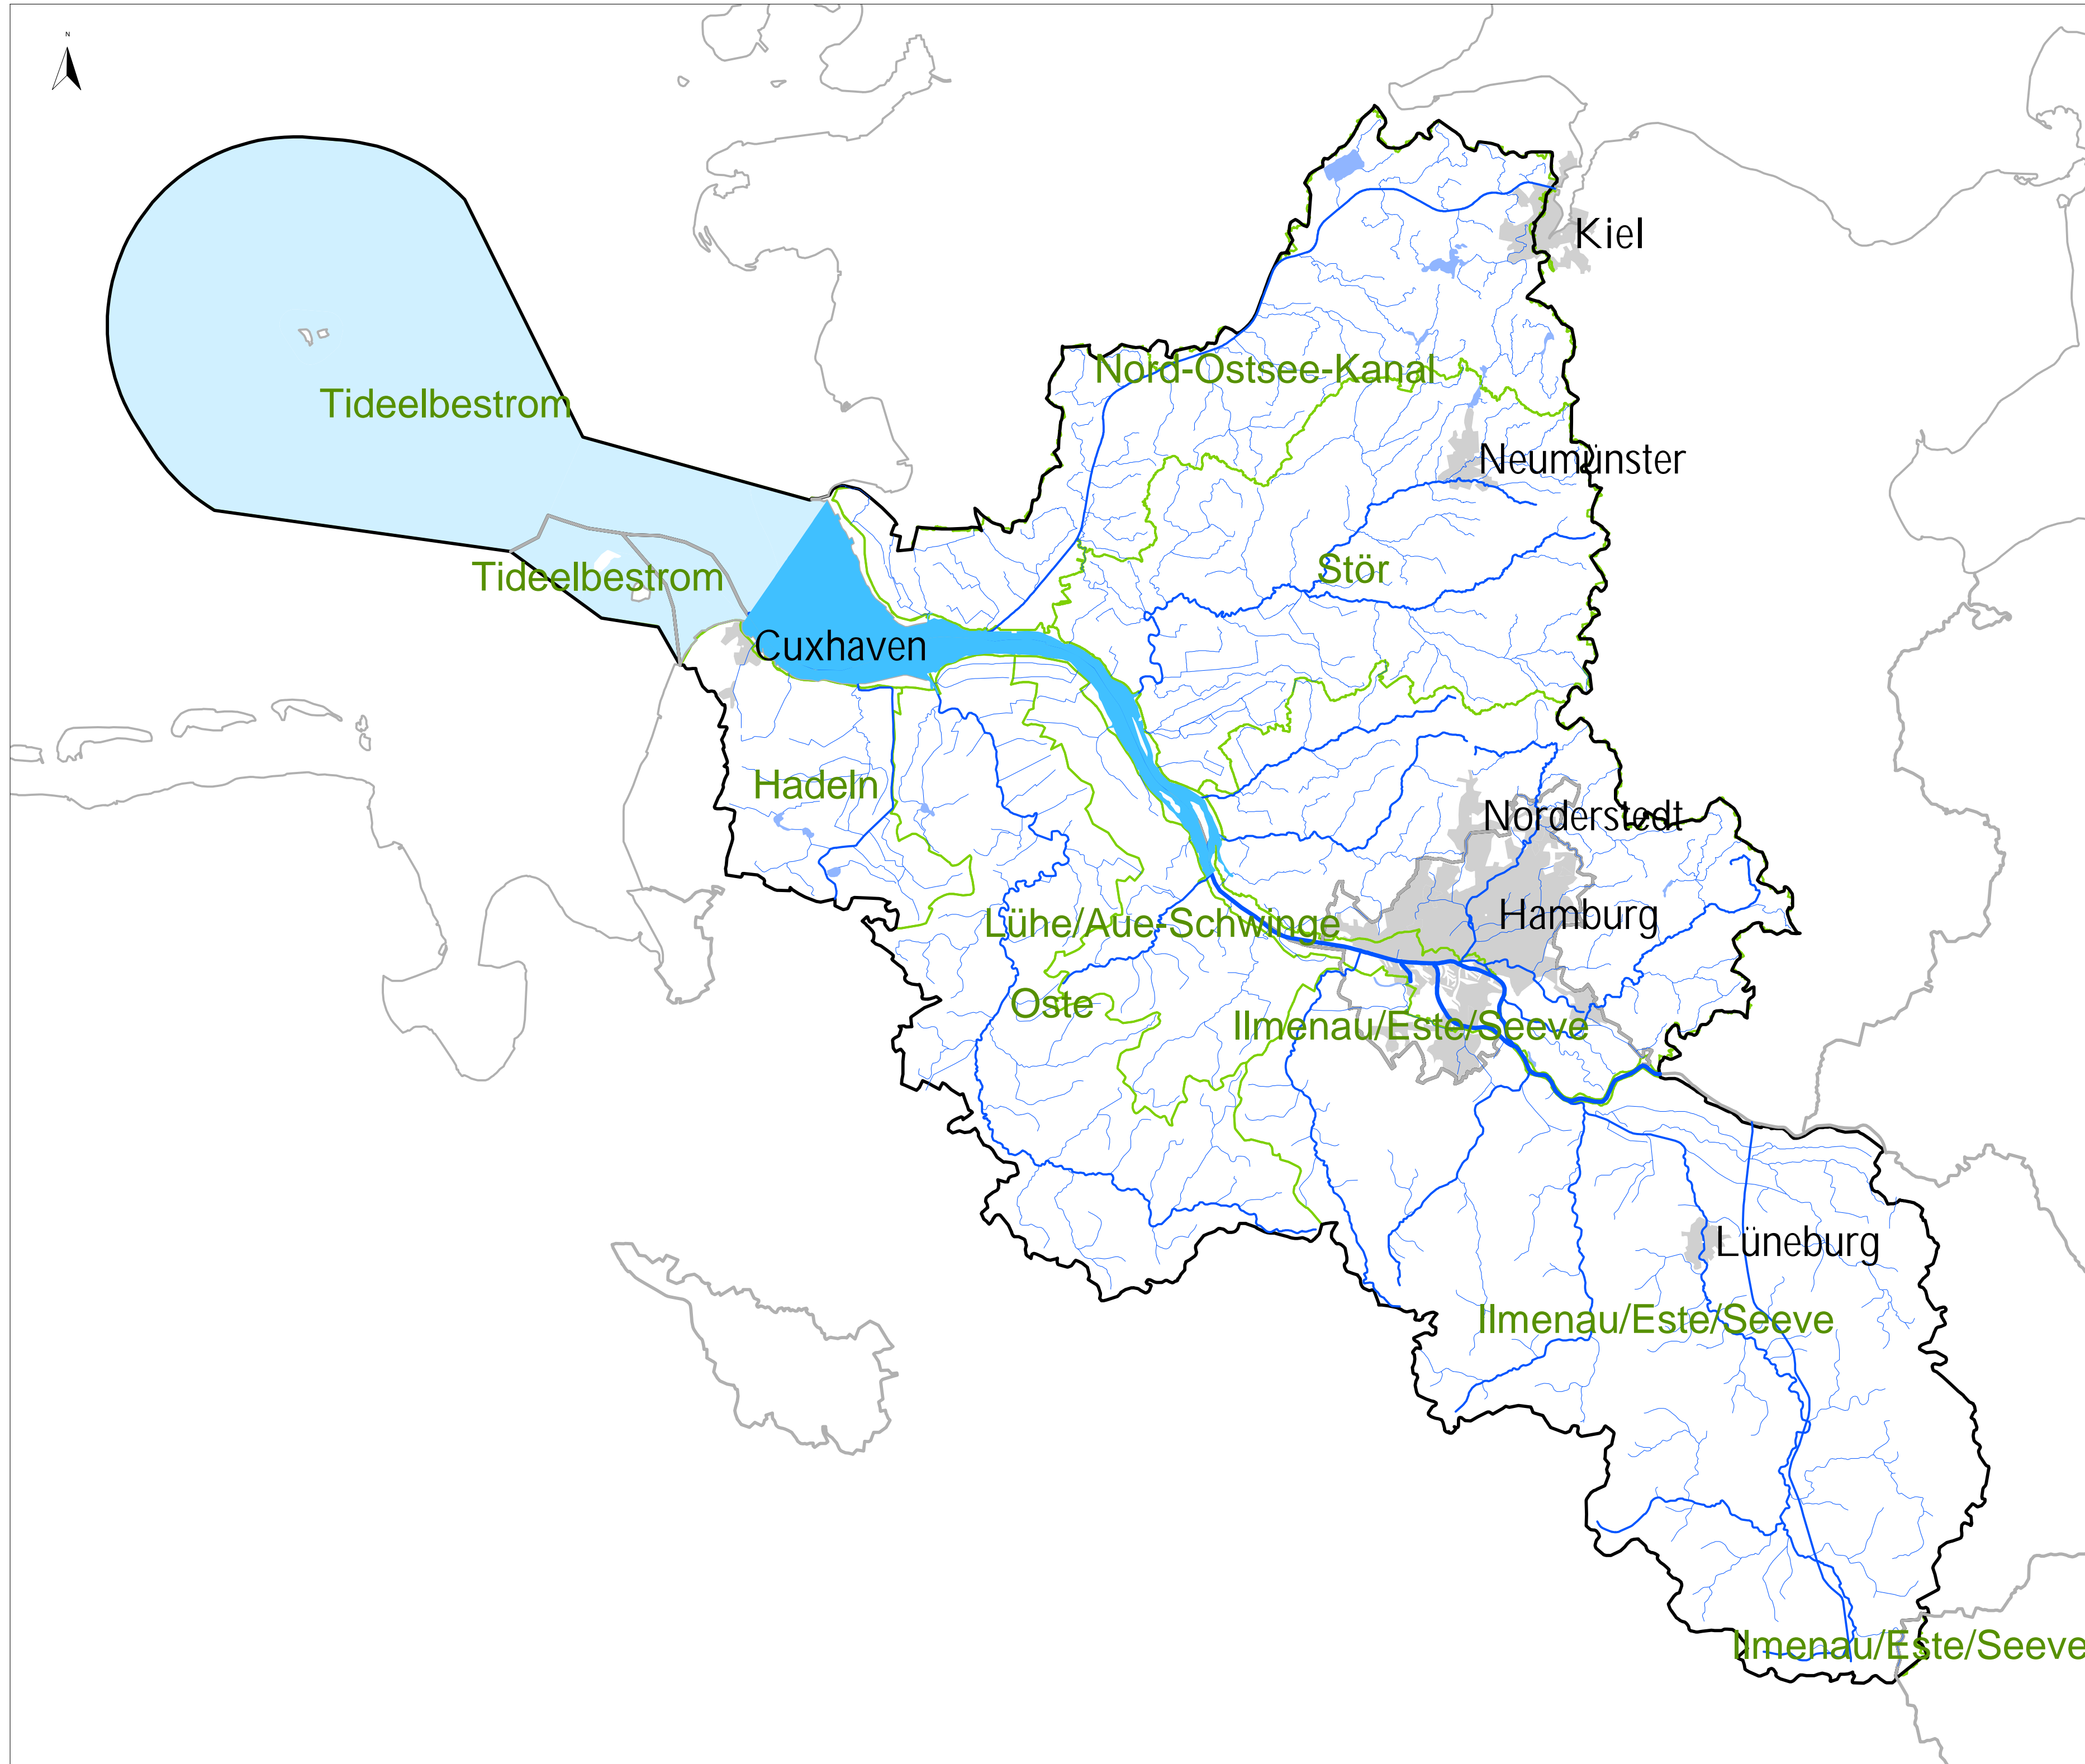 N
Kiel
Nord-Ostsee-Kanal
Tideelbestrom
Neumünster
Stör
Tideelbestrom
Cuxhaven
Hadeln
Norderstedt
Hamburg
Lühe/Aue-Schwinge
Oste
Ilmenau/Este/Seeve
Lüneburg
Ilmenau/Este/Seeve
Ilmenau/Este/Seeve